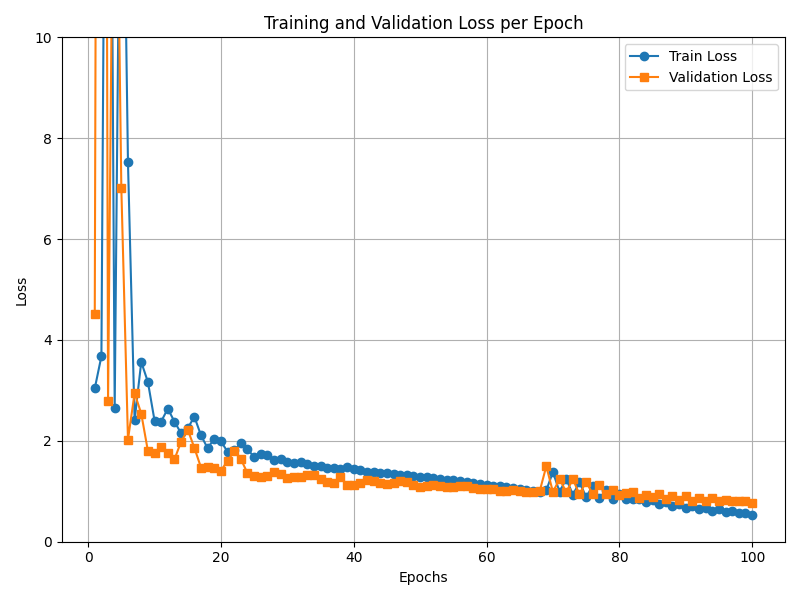 Training and Validation Loss per Epoch
Train Loss
Validation Loss
Loss
10
8
6
4
2
0
0 20 40 60 80 100
Epochs